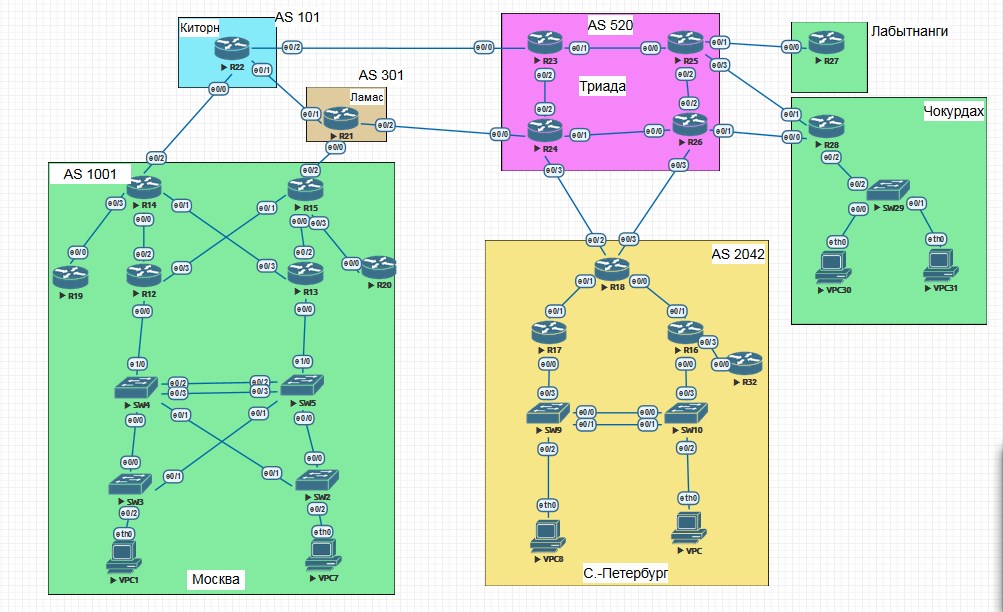 AS 101
Киторн
R22
e0/2
e0/1
e0/0
AS 301
Ламас
e0/1
R21
e0/2
e0/0
AS 520
Триада
e0/0
R23
e0/1
e0/2
e0/0
R25
e0/1
e0/3
e0/2
e0/2
e0/0
R24
e0/1
e0/3
e0/2
e0/0
R26
e0/1
e0/3
Лабытнанги
e0/0
R27
Чокурдах
e0/1
e0/0
R28
e0/2
e0/2
SW29
e0/0
e0/1
eth0
VPC30
eth0
VPC31
AS 1001
e0/2
R14
e0/3
e0/0
e0/1
e0/2
R15
e0/1
e0/0
e0/3
e0/0
R19
e0/2
R12
e0/3
e0/0
e0/3
e0/2
R13
e0/0
e0/0
R20
e1/0
SW4
e0/2
e0/3
e0/0
e0/1
e1/0
SW5
e0/2
e0/3
e0/1
e0/0
e0/0
e0/1
SW3
e0/2
e0/1
e0/0
SW2
e0/2
eth0
VPC1
eth0
VPC7
Москва
AS 2042
e0/2
e0/3
R18
e0/1
e0/0
e0/1
R17
e0/0
e0/1
R16
e0/3
e0/0
e0/0
R32
e0/3
SW9
e0/0
e0/1
e0/2
e0/3
SW10
e0/0
e0/1
e0/2
eth0
VPC8
eth0
VPC
С.-Петербург